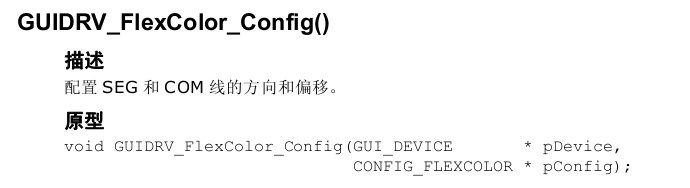 GUIDRV_FlexColor_Config()
描述
配置 SEG 和 COM 线的方向和偏移。
原型
void GUIDRV_FlexColor_Config(GUI_DEVICE       * pDevice,
                             CONFIG_FLEXCOLOR * pConfig);